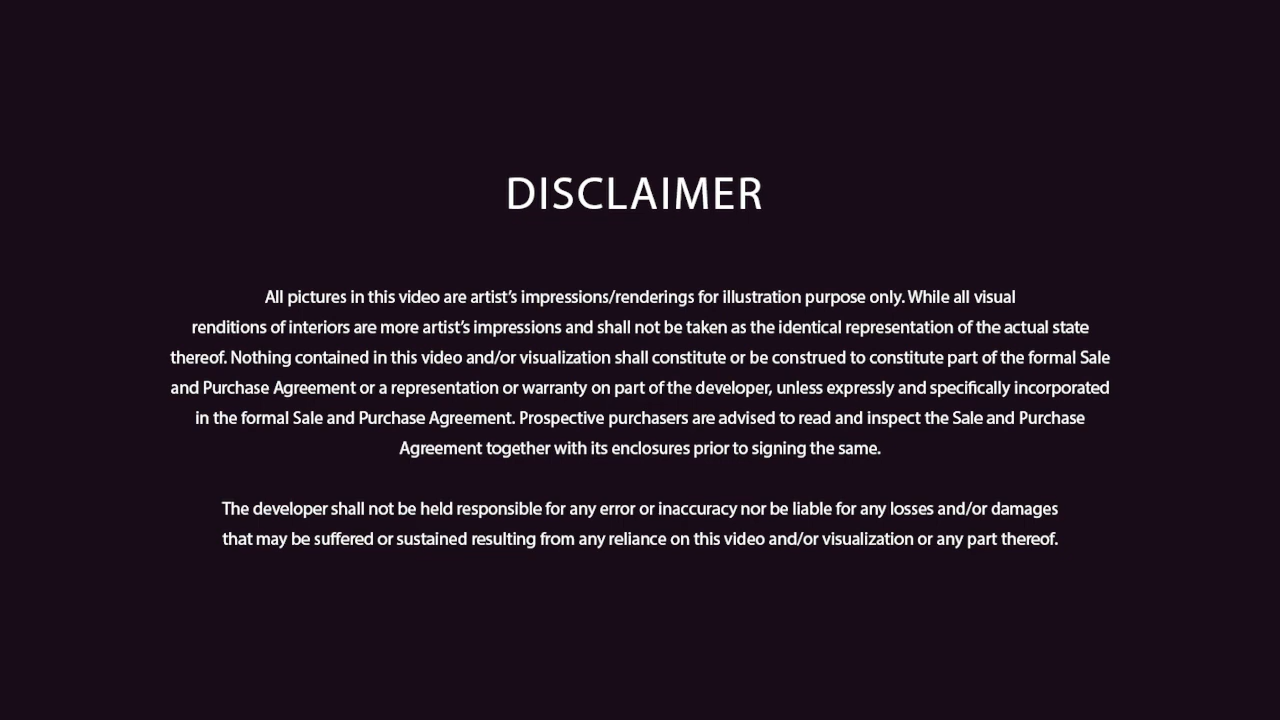 DISCLAIMER
All pictures in this video are artist’s impressions/renderings for illustration purpose only. While all visual
renditions of interiors are more artist’s impressions and shall not be taken as the identical representation of the actual state
thereof. Nothing contained in this video and/or visualization shall constitute or be construed to constitute part of the formal Sale
and Purchase Agreement or a representation or warranty on part of the developer, unless expressly and specifically incorporated
in the formal Sale and Purchase Agreement. Prospective purchasers are advised to read and inspect the Sale and Purchase
Agreement together with its enclosures prior to signing the same.
The developer shall not be held responsible for any error or inaccuracy nor be liable for any losses and/or damages
that may be suffered or sustained resulting from any reliance on this video and/or visualization or any part thereof.